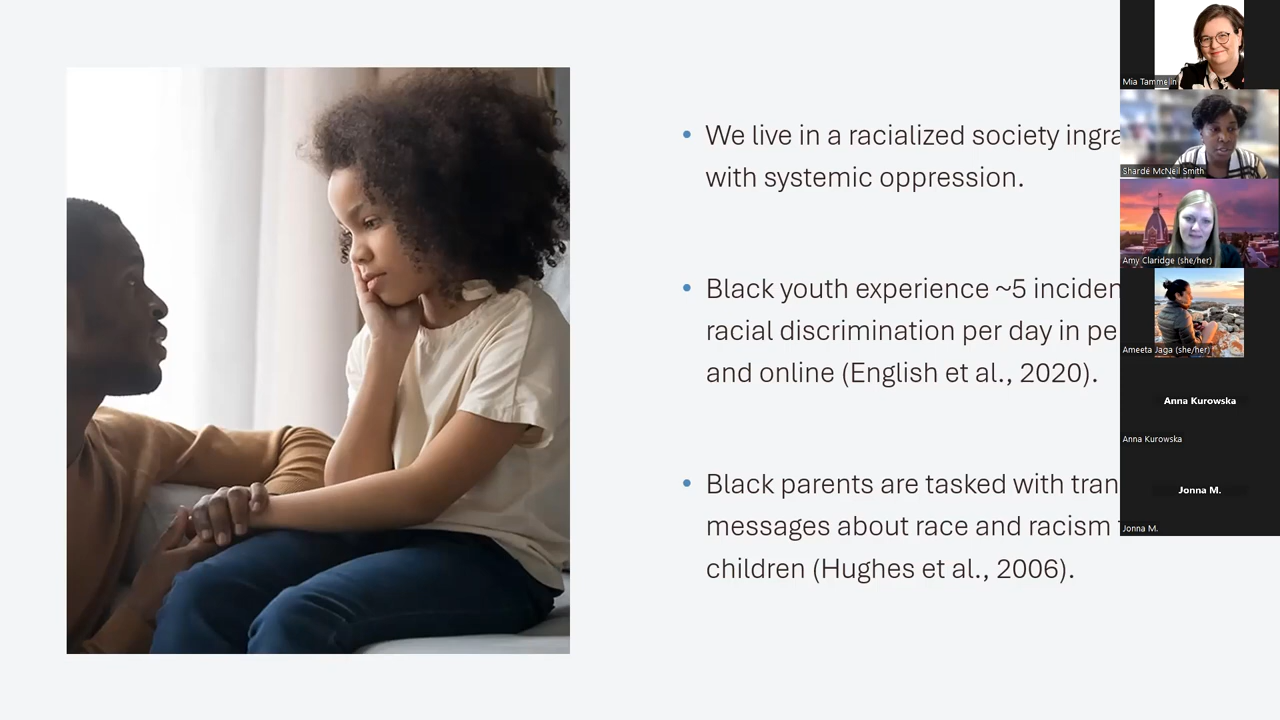 We live in a racialized society ingra
with systemic oppression.
Black youth experience ~5 inciden
racial discrimination per day in pe
and online (English et al., 2020).
Black parents are tasked with tran
messages about race and racism
children (Hughes et al., 2006).
Mia Tammelin
Shardé McNeil Smith
Amy Claridge (she/her)
Ameeta Jaga (she/her)
Anna Kurowska
Anna Kurowska
Jonna M.
Jonna M.